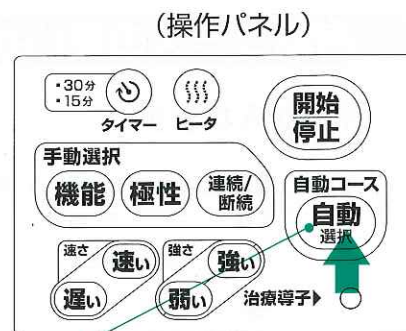 (操作パネル)
・30分
・15分
タイマー
ヒータ
開始
停止
手動選択
機能
極性
連続/
断続
自動コース
自動
選択
速さ
速い
遅い
強さ
強い
弱い
治療導子▶